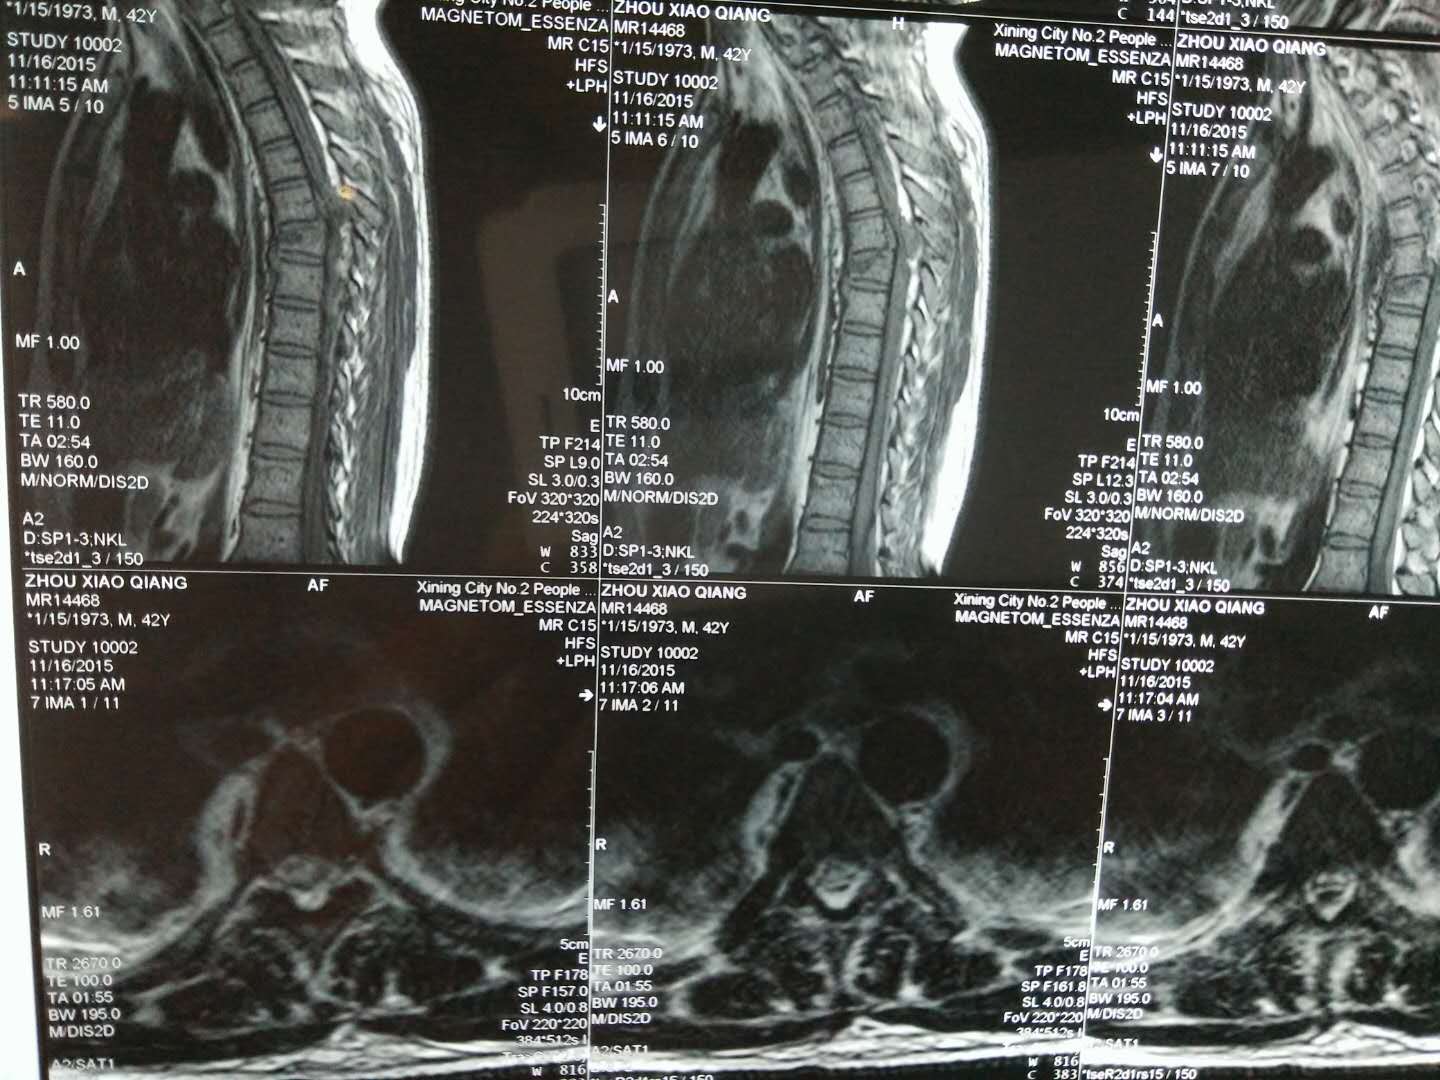 *1/15/1973, M, 42Y
STUDY 10002
11/16/2015
11:11:15 AM
5 IMA 5 / 10
A
MF 1.00
TR 580.0
TE 11.0
TA 02:54
BW 160.0
M/NORM/DIS2D
A2
D:SP1-3;NKL
*tse2d1_3 / 150
City No.2 People ...
MAGNETOM_ESSENZA
MR C15
HFS
+LPH
10cm
E
TP F214
SP L9.0
SL 3.0/0.3
FoV 320*320
224*320s
Sag
W 833
C 358
ZHOU XIAO QIANG
MR14468
*1/15/1973, M, 42Y
STUDY 10002
11/16/2015
11:11:15 AM
5 IMA 6 / 10
H
A
MF 1.00
TR 580.0
TE 11.0
TA 02:54
BW 160.0
M/NORM/DIS2D
A2
D:SP1-3;NKL
*tse2d1_3 / 150
C 144
Xining City No.2 People ...
MAGNETOM_ESSENZA
MR C15
HFS
+LPH
10cm
E
TP F214
SP L12.3
SL 3.0/0.3
FoV 320*320
224*320s
Sag
W 856
C 374
*tse2d1_3 / 150
ZHOU XIAO QIANG
MR14468
*1/15/1973, M, 42Y
STUDY 10002
11/16/2015
11:11:15 AM
5 IMA 7 / 10
A
MF 1.00
TR 580.0
TE 11.0
TA 02:54
BW 160.0
M/NORM/DIS2D
A2
D:SP1-3;NKL
*tse2d1_3 / 150
ZHOU XIAO QIANG
MR14468
*1/15/1973, M, 42Y
STUDY 10002
11/16/2015
11:17:05 AM
7 IMA 1 / 11
AF
R
MF 1.61
TR 2670.0
TE 100.0
TA 01:55
BW 195.0
M/DIS2D
A2/SAT1
Xining City No.2 People ...
MAGNETOM_ESSENZA
MR C15
HFS
+LPH
5cm
E
TP F178
SP F157.0
SL 4.0/0.8
FoV 220*220
384*512s
W 816
ZHOU XIAO QIANG
MR14468
*1/15/1973, M, 42Y
STUDY 10002
11/16/2015
11:17:06 AM
7 IMA 2 / 11
AF
R
MF 1.61
TR 2670.0
TE 100.0
TA 01:55
BW 195.0
M/DIS2D
A2/SAT1
Xining City No.2 People ...
MAGNETOM_ESSENZA
MR C15
HFS
+LPH
5cm
E
TP F178
SP F161.8
SL 4.0/0.8
FoV 220*220
384*512s
W 816
C 383
ZHOU XIAO QIANG
MR14468
*1/15/1973, M, 42Y
STUDY 10002
11/16/2015
11:17:04 AM
7 IMA 3 / 11
AF
R
MF 1.61
TR 2670.0
TE 100.0
TA 01:55
BW 195.0
M/DIS2D
A2/SAT1
*tseR2d1rs15 / 150